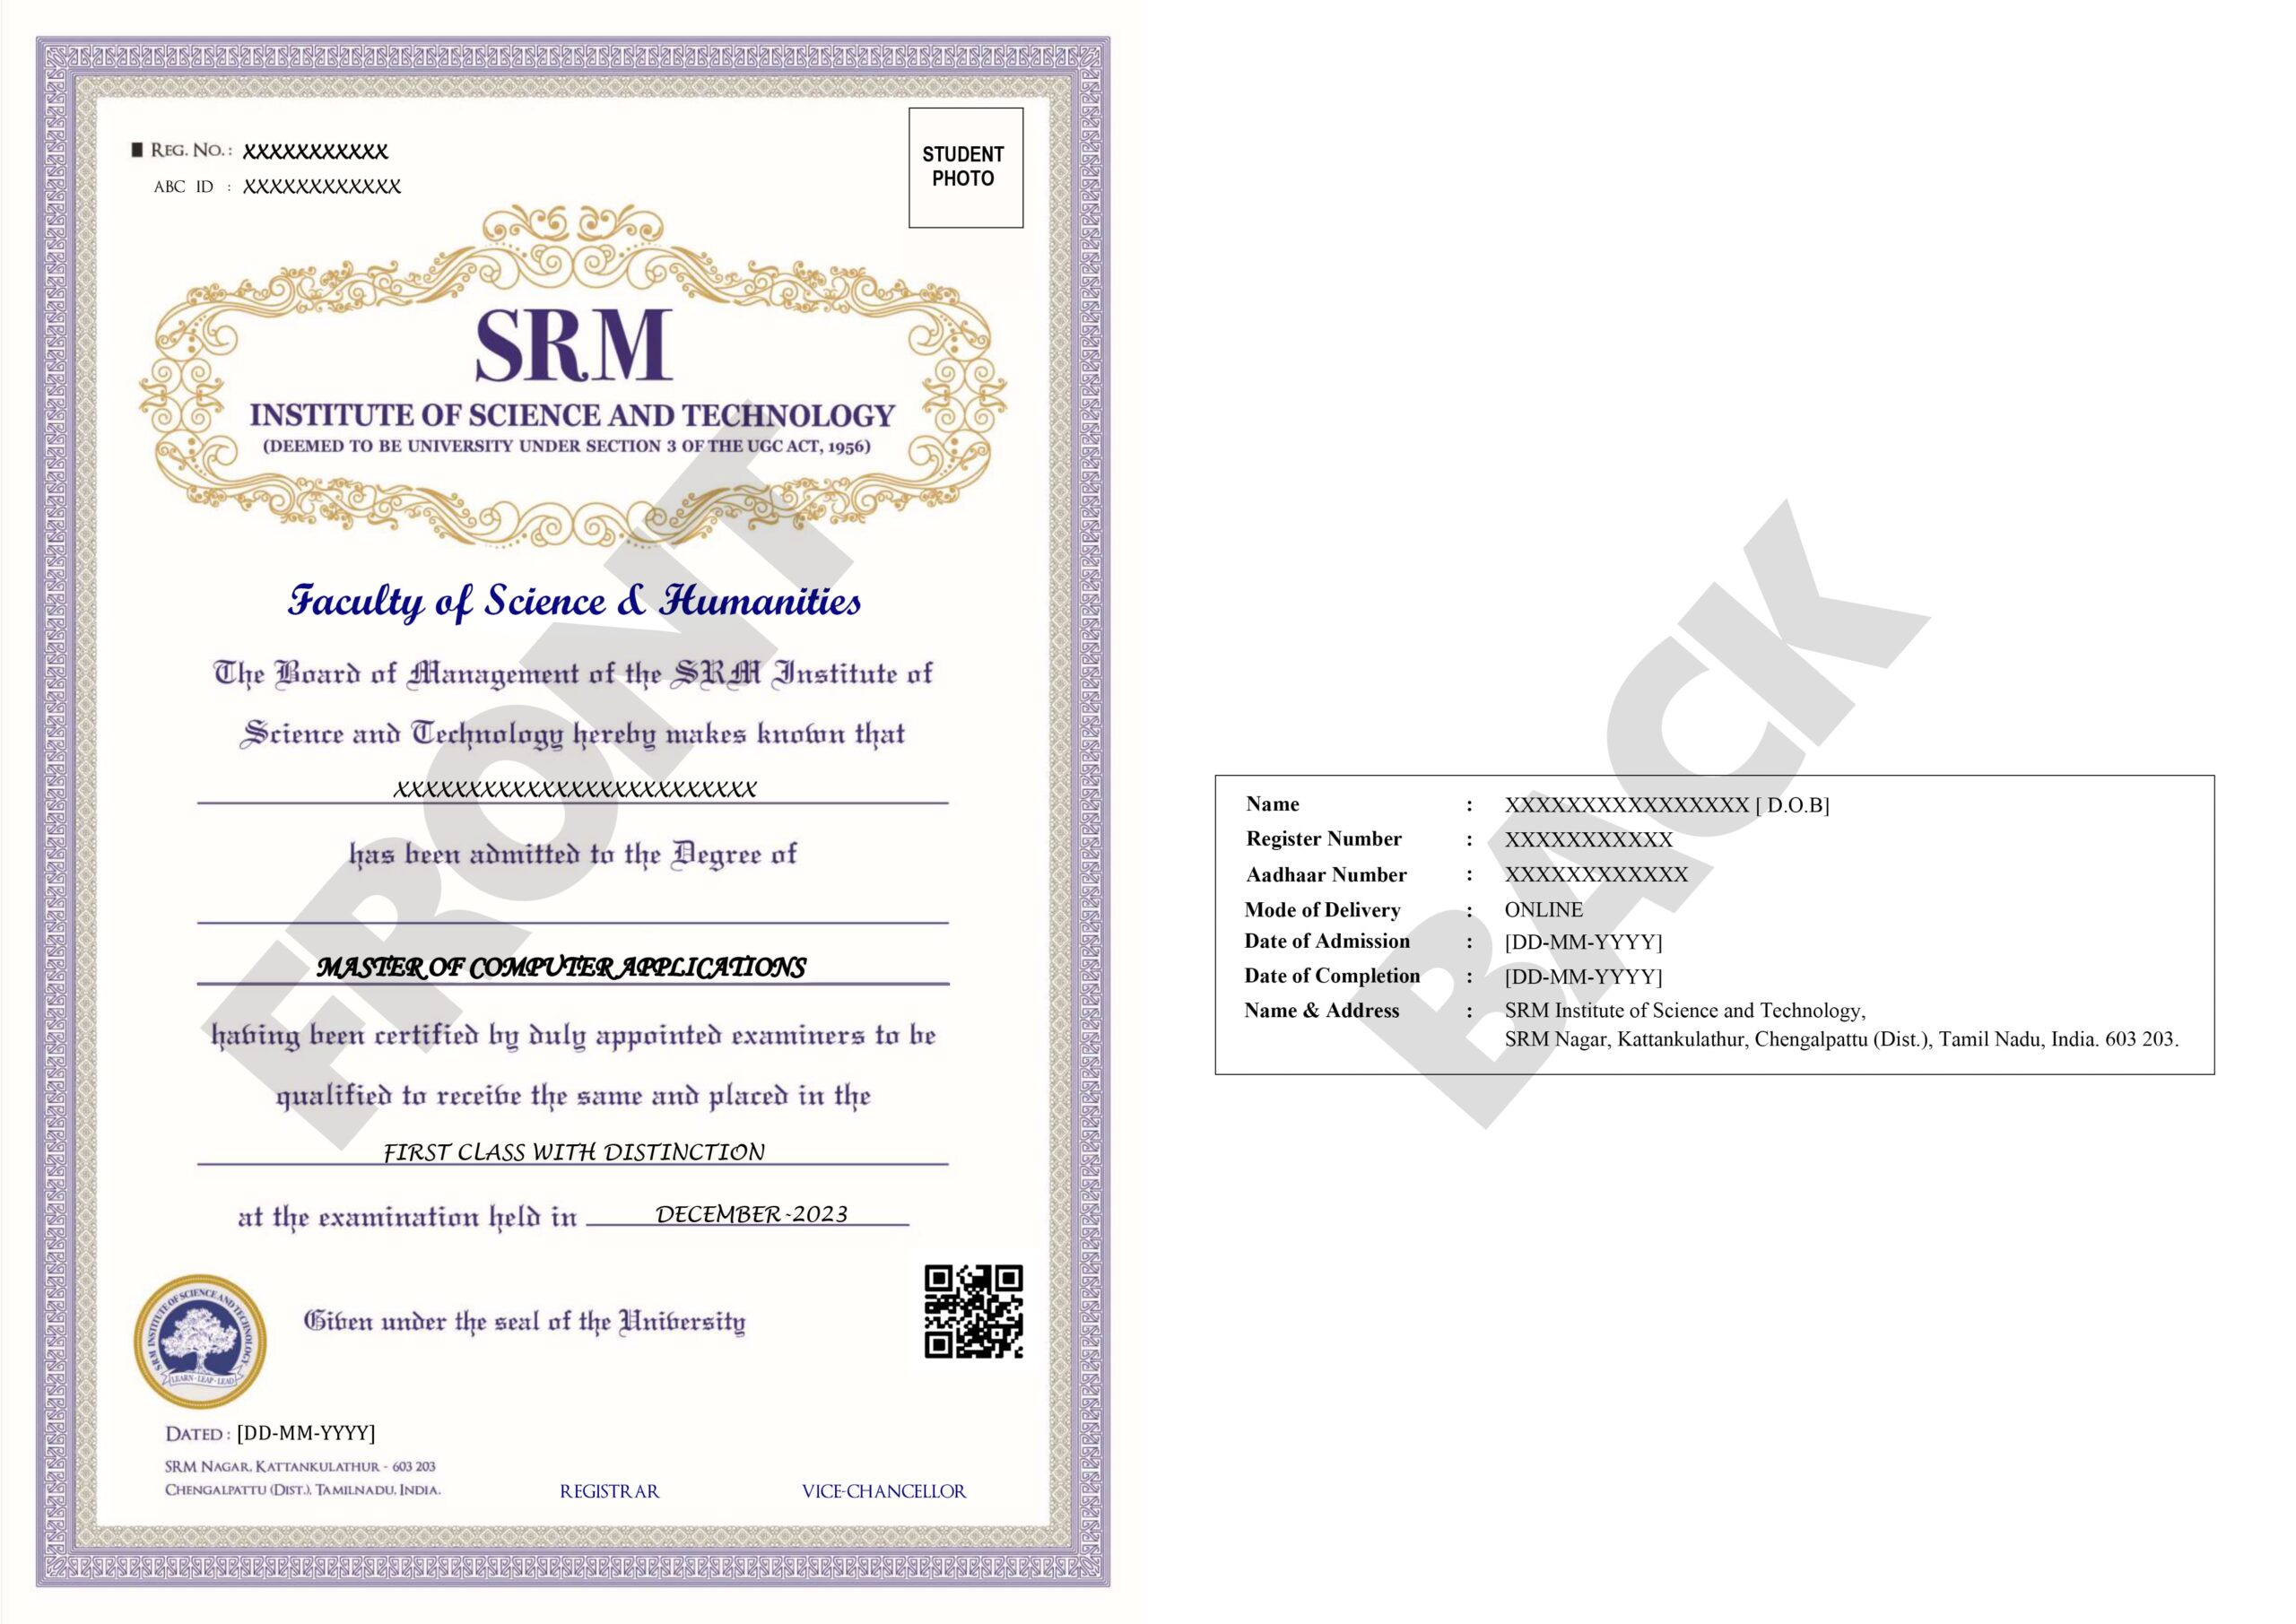 REG. NO. : XXXXXXXXXXX
ABC ID : XXXXXXXXXXXX
STUDENT
PHOTO
SRM
INSTITUTE OF SCIENCE AND TECHNOLOGY
(DEEMED TO BE UNIVERSITY UNDER SECTION 3 OF THE UGC ACT, 1956)
Faculty of Science & Humanities
The Board of Management of the SRM Institute of
Science and Technology hereby makes known that
XXXXXXXXXXXXXXXXXXXXXXXXX
has been admitted to the Degree of
MASTER OF COMPUTER APPLICATIONS
having been certified by duly appointed examiners to be
qualified to receive the same and placed in the
FIRST CLASS WITH DISTINCTION
at the examination held in DECEMBER-2023
SRM INSTITUTE OF SCIENCE AND TECHNOLOGY
LEARN - LEAP - LEAD
Given under the seal of the University
DATED : [DD-MM-YYYY]
SRM NAGAR, KATTANKULATHUR - 603 203
CHENGALPATTU (DIST.), TAMILNADU, INDIA.
REGISTRAR
VICE-CHANCELLOR
FRONT
Name : XXXXXXXXXXXXXXXX [ D.O.B]
Register Number : XXXXXXXXXXX
Aadhaar Number : XXXXXXXXXXXX
Mode of Delivery : ONLINE
Date of Admission : [DD-MM-YYYY]
Date of Completion : [DD-MM-YYYY]
Name & Address : SRM Institute of Science and Technology,
SRM Nagar, Kattankulathur, Chengalpattu (Dist.), Tamil Nadu, India. 603 203.
BACK